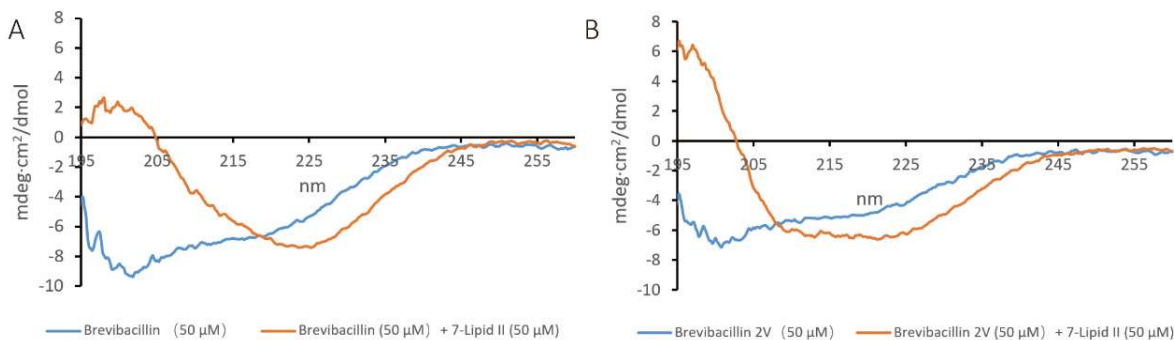 A
8
6
4
2
0
-2
-4
-6
-8
-10
mdeg·cm²/dmol
195 205 215 225 235 245 255
nm
Brevibacillin （50 µM） Brevibacillin (50 µM） + 7-Lipid II (50 µM)
B
8
6
4
2
0
-2
-4
-6
-8
-10
mdeg·cm²/dmol
195 205 215 225 235 245 255
nm
Brevibacillin 2V （50 µM） Brevibacillin 2V (50 µM） + 7-Lipid II (50 µM)